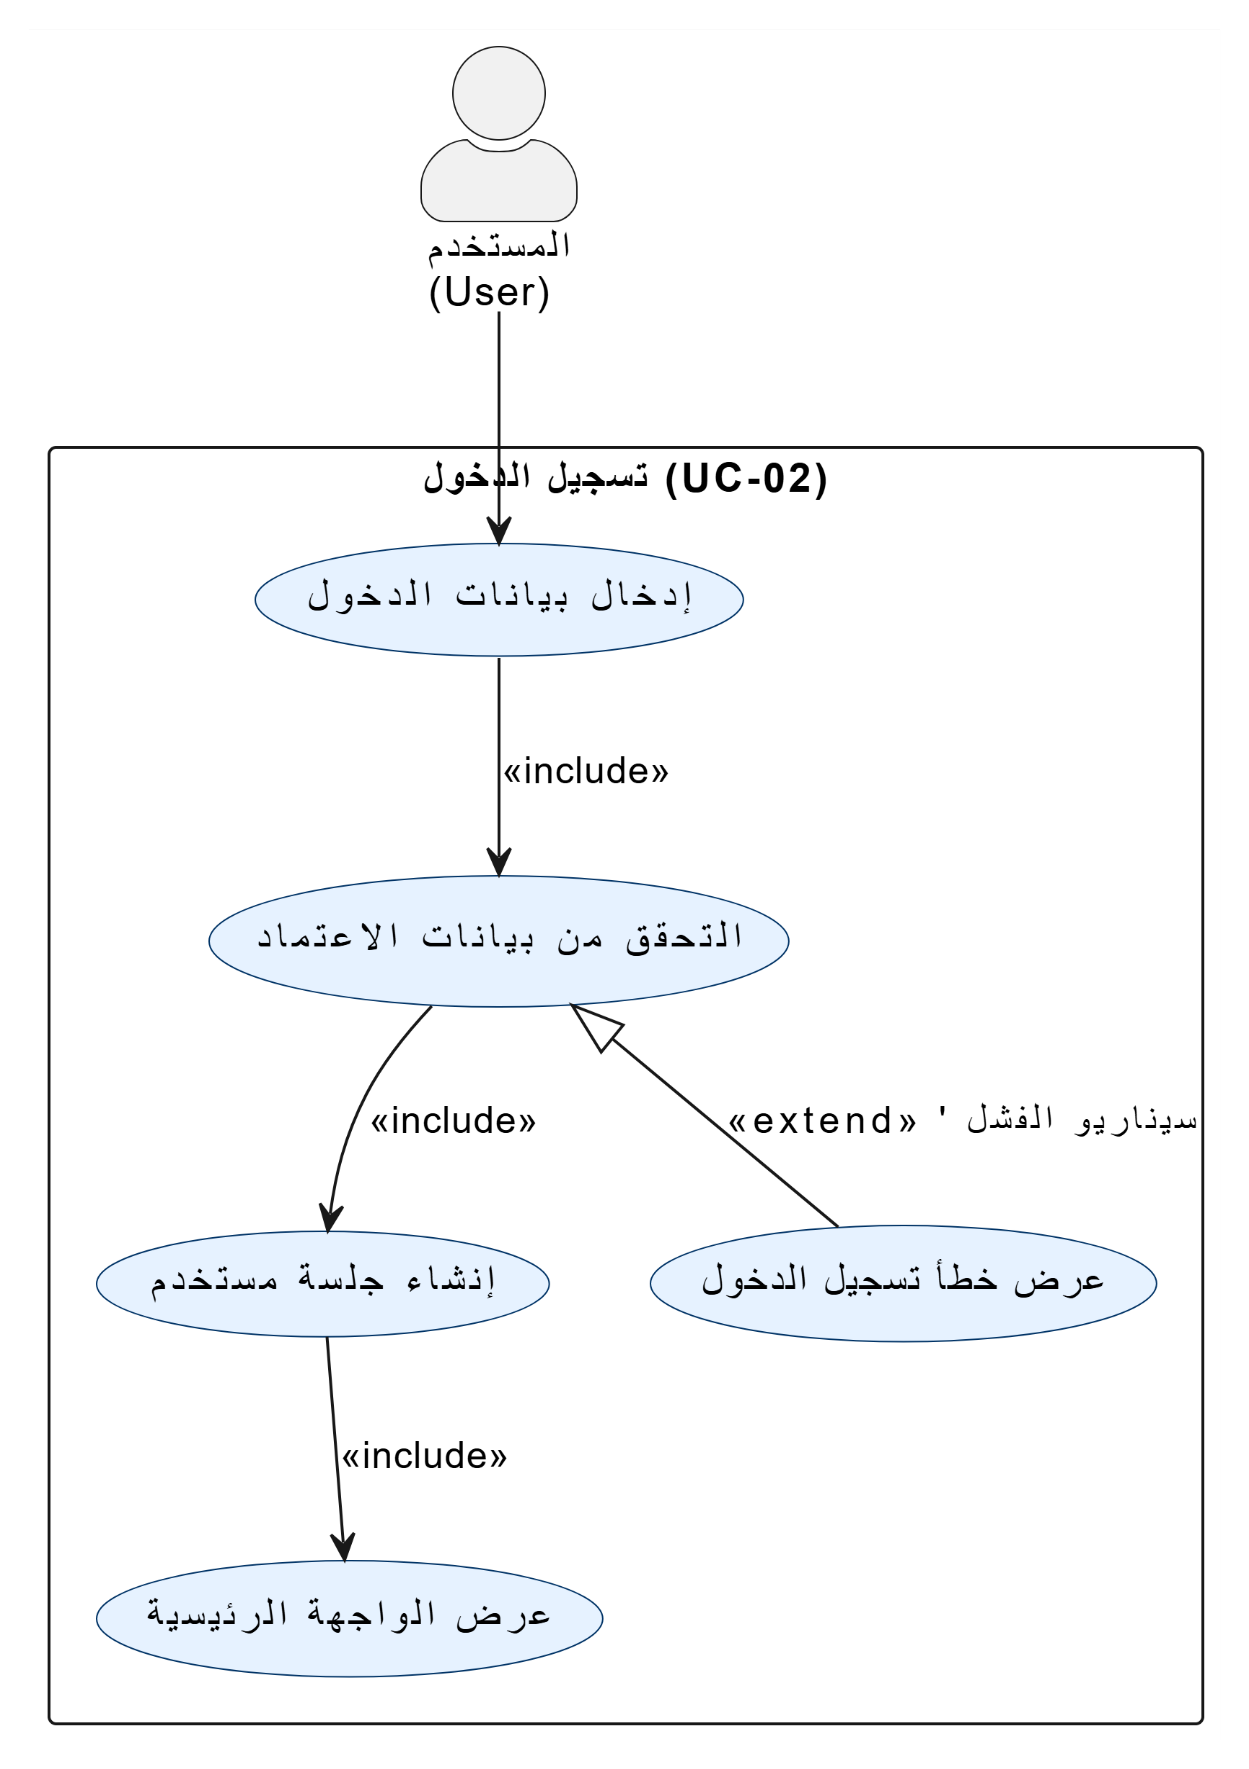 المستخدم
(User)
تسجيل الدخول (UC-02)
إدخال بيانات الدخول
«include»
التحقق من بيانات الاعتماد
«include»
«extend» ' سيناريو الفشل
إنشاء جلسة مستخدم
عرض خطأ تسجيل الدخول
«include»
عرض الواجهة الرئيسية